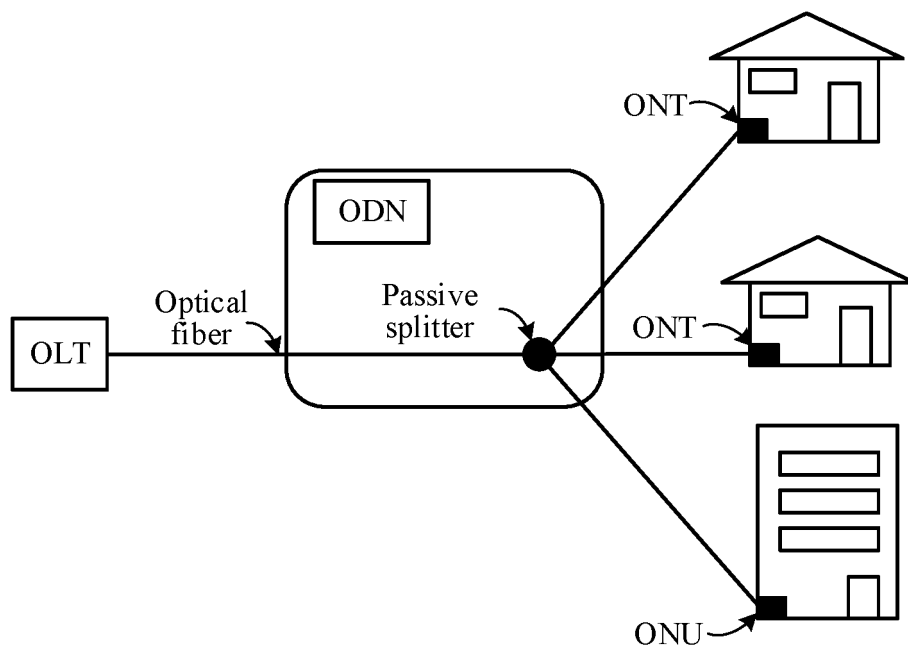 ONT
ODN
Optical
fiber
Passive
splitter
ONT
OLT
ONU